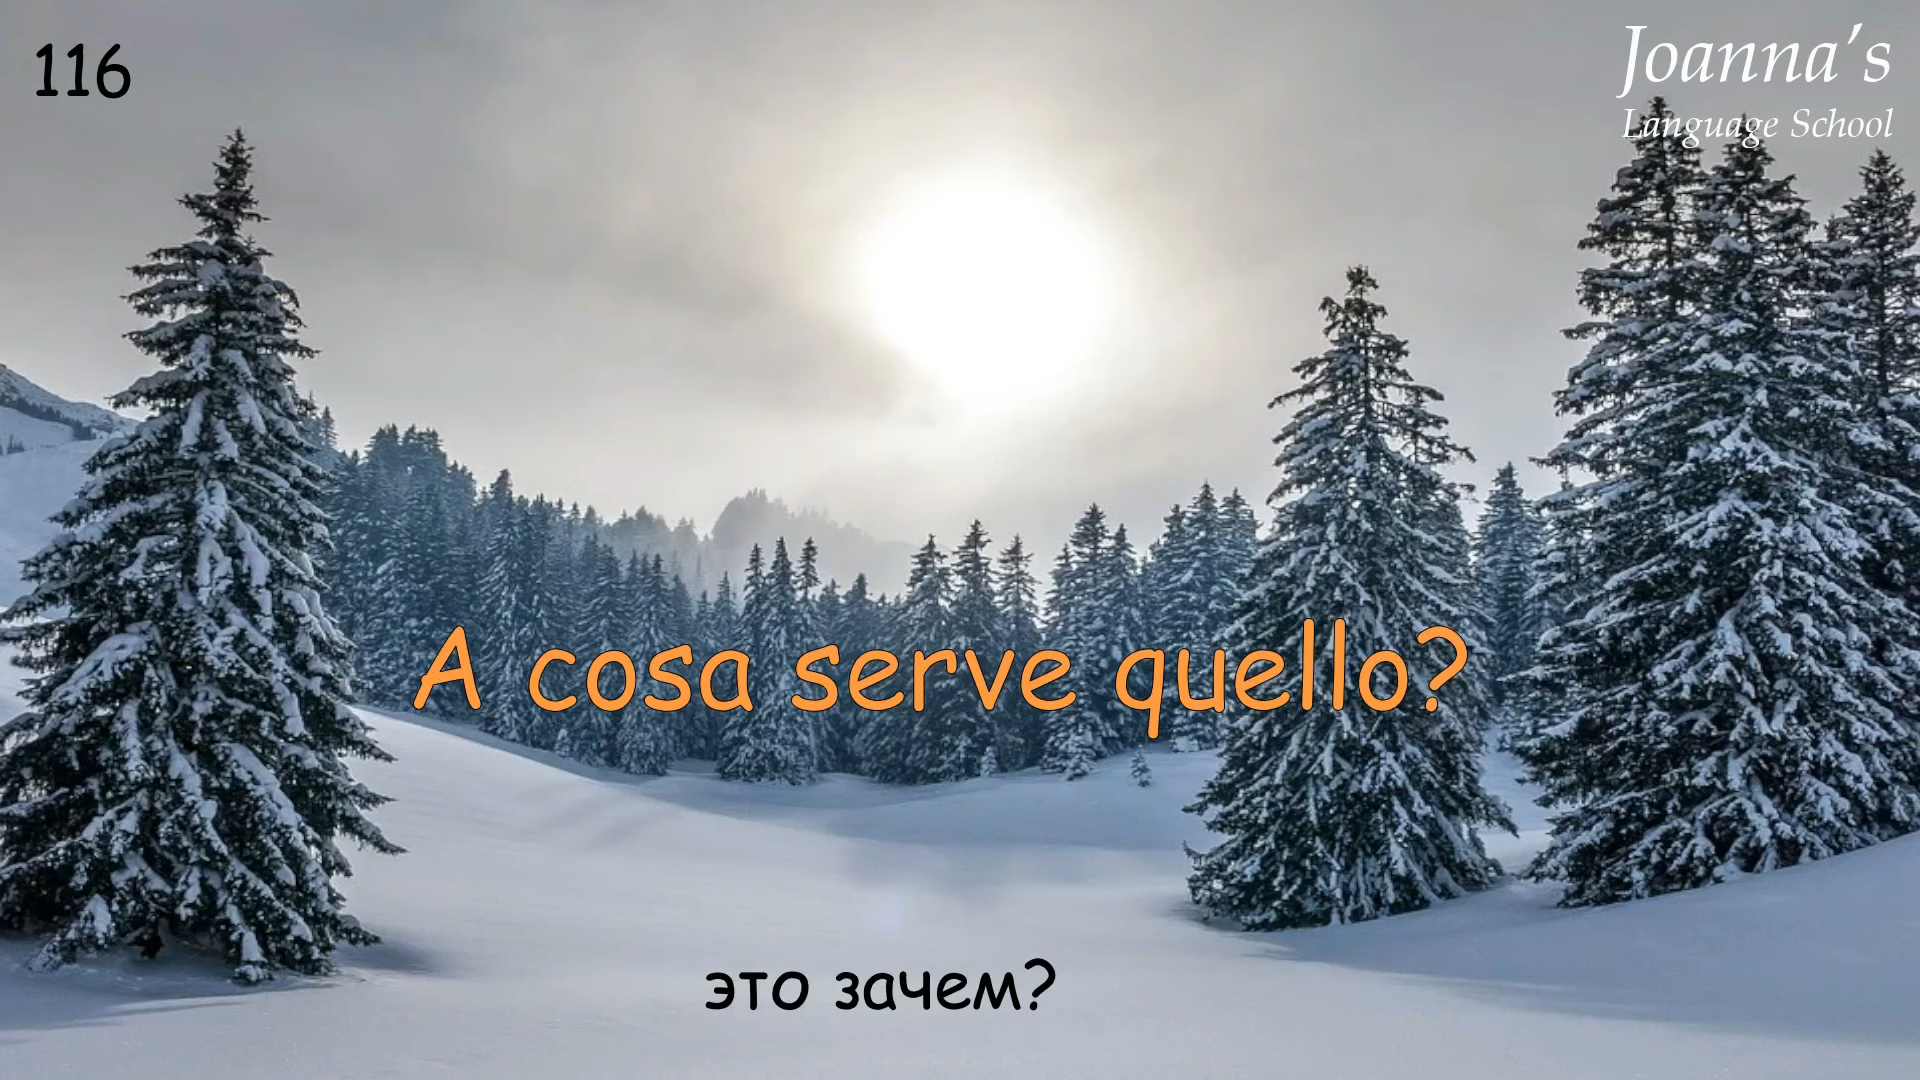 116
Joanna's
Language School
A cosa serve quello?
это зачем?